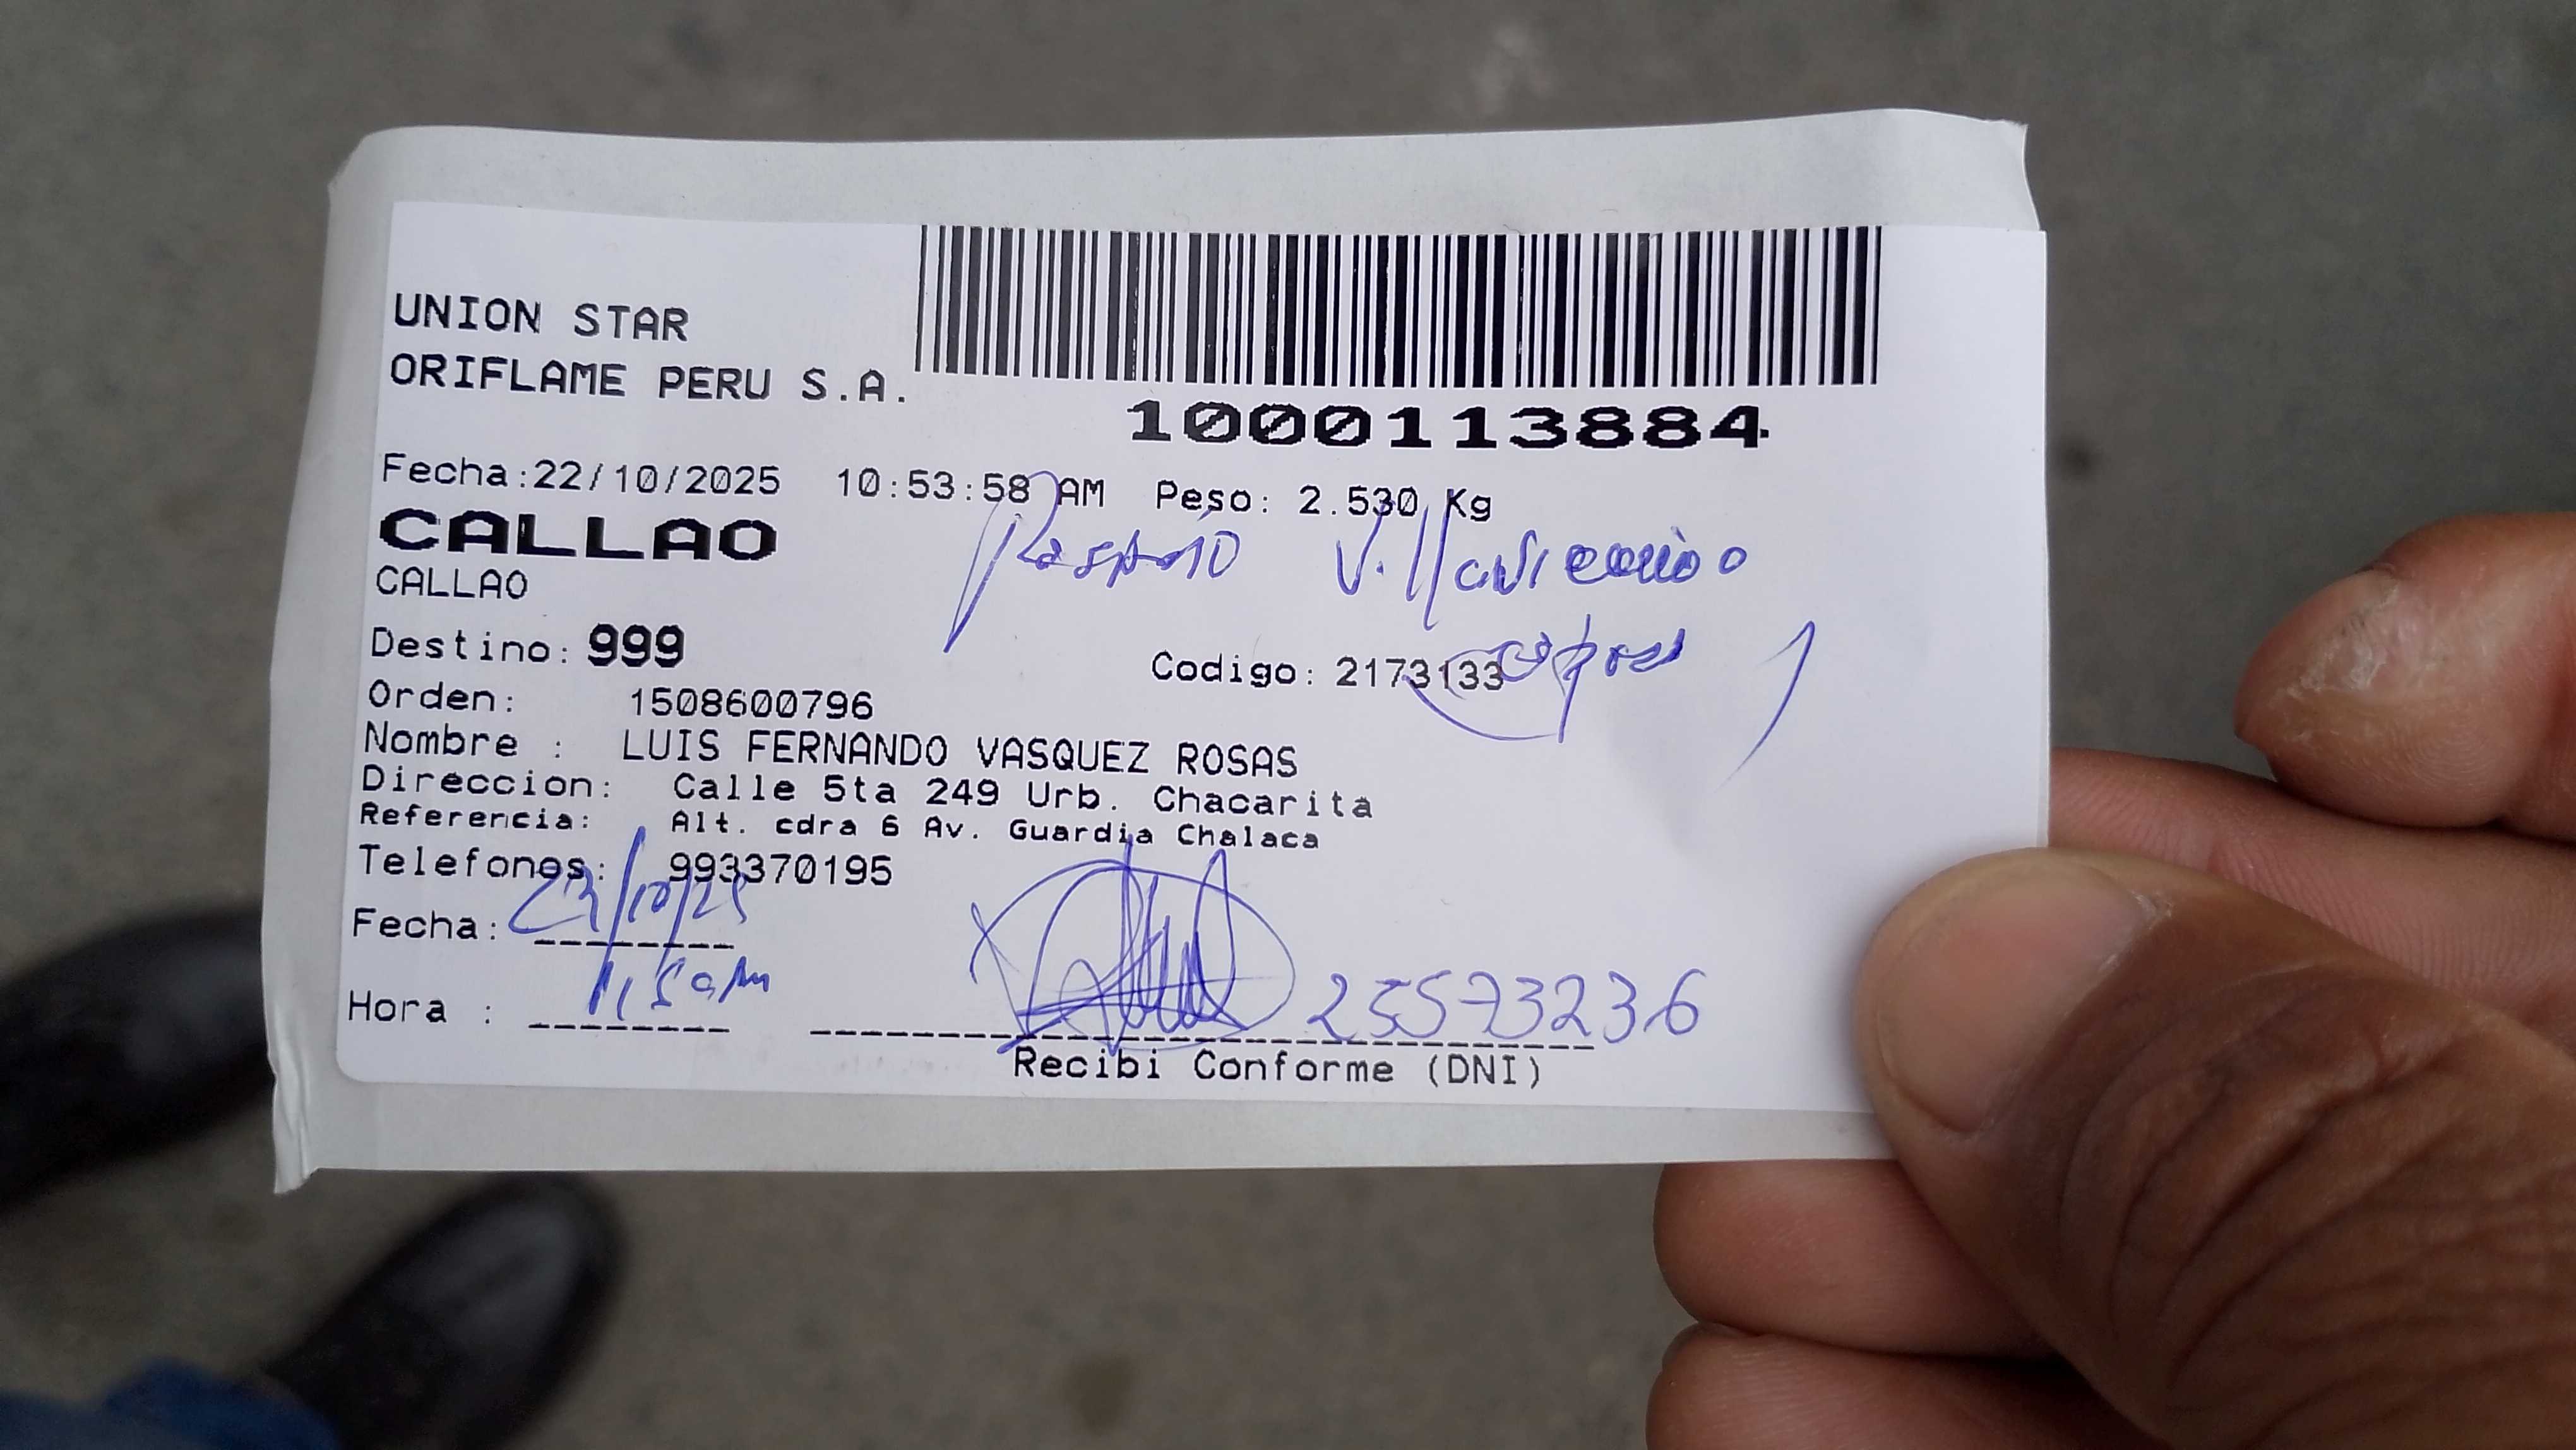 UNION STAR
ORIFLAME PERU S.A.
1000113884
Fecha:22/10/2025 10:53:58 AM Peso: 2.530 Kg
CALLAO
CALLAO
Destino: 999
Codigo: 2173133
Orden: 1508600796
Nombre : LUIS FERNANDO VASQUEZ ROSAS
Direccion: Calle 5ta 249 Urb. Chacarita
Referencia: Alt. cdra 6 Av. Guardia Chalaca
Telefonos: 993370195
Fecha: 23/10/25
Hora :
25573236
Recibi Conforme (DNI)